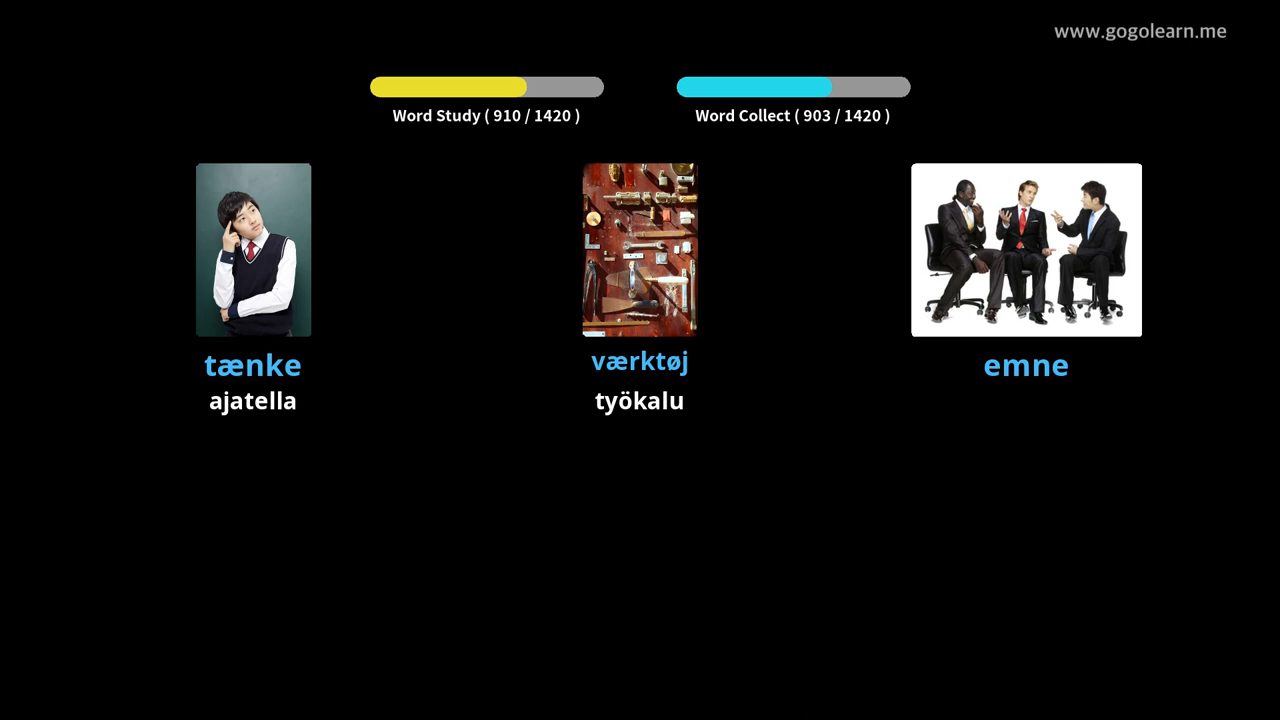 www.gogolearn.me
Word Study ( 910 / 1420 )
Word Collect ( 903 / 1420 )
tænke
ajatella
værktøj
työkalu
emne